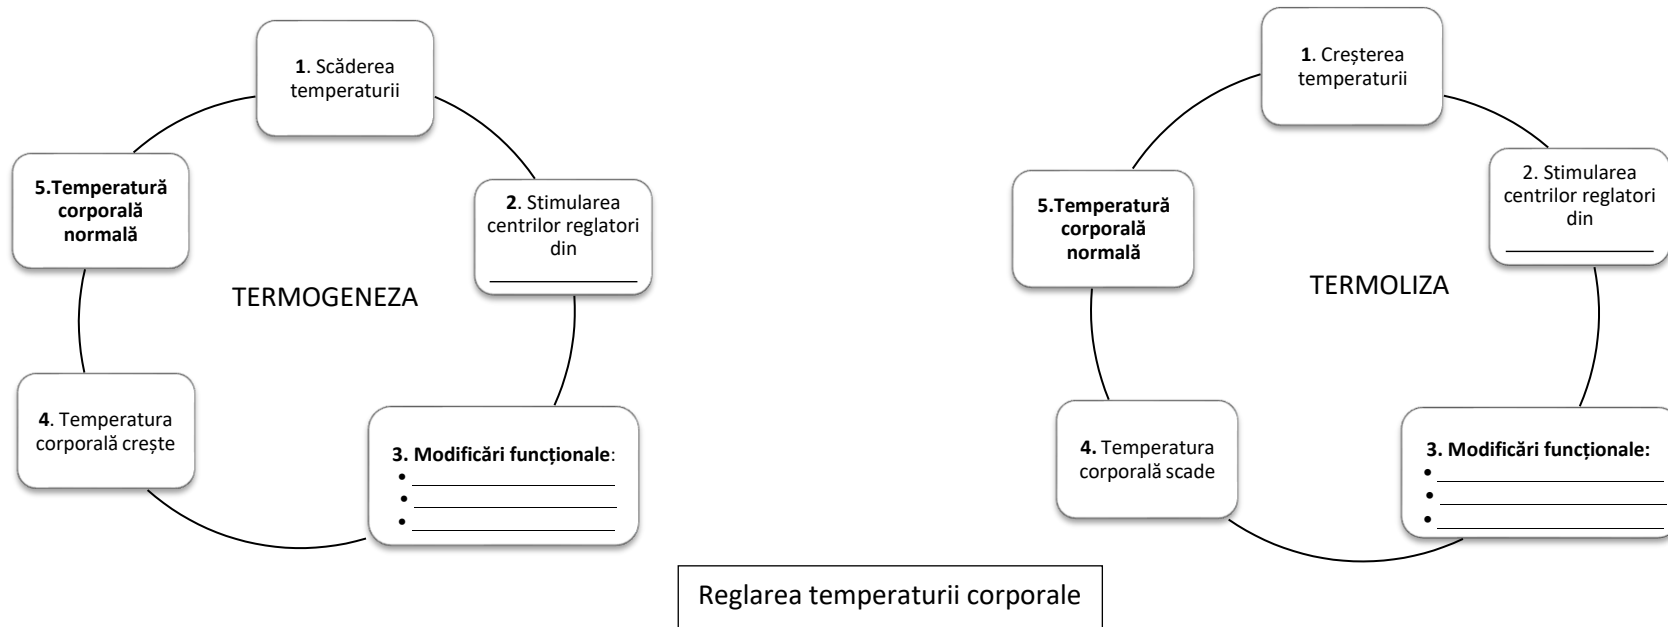 1. Scăderea
temperaturii
2. Stimularea
centrilor reglatori
din
3. Modificări funcționale:
•
•
•
4. Temperatura
corporală crește
5.Temperatură
corporală
normală
TERMOGENEZA
1. Creșterea
temperaturii
2. Stimularea
centrilor reglatori
din
3. Modificări funcționale:
•
•
•
4. Temperatura
corporală scade
5.Temperatură
corporală
normală
TERMOLIZA
Reglarea temperaturii corporale